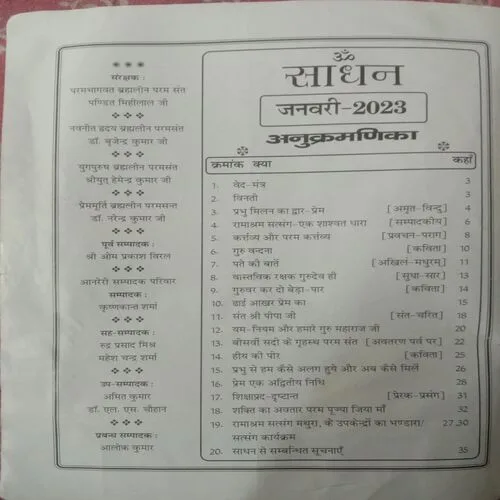 संरक्षक :
परमभागवत ब्रह्मलीन परम संत
पण्डित मिहीलाल जी
नवनीत हृदय ब्रह्मलीन परमसंत
डॉ. बृजेन्द्र कुमार जी
युगपुरुष ब्रह्मलीन परमसंत
श्रीयुत् हेमेन्द्र कुमार जी
प्रेममूर्ति ब्रह्मलीन परमसन्त
डॉ. नरेन्द्र कुमार जी
पूर्व सम्पादक :
श्री ओम प्रकाश विरल
आनरेरी सम्पादक परिवार
सम्पादक :
कृष्णकान्त शर्मा
सह-सम्पादक :
रुद्र प्रसाद मिश्र
महेश चन्द्र शर्मा
उप-सम्पादक :
अमित कुमार
डॉ. एल. एस. चौहान
प्रबन्ध सम्पादक :
आलोक कुमार
ॐ
साधन
जनवरी-2023
अनुक्रमणिका
क्रमांक क्या कहाँ
1. वेद-मंत्र 3
2. विनती 3
3. प्रभु मिलन का द्वार-प्रेम [अमृत-विन्दु] 4
4. रामाश्रम सत्संग-एक शाश्वत धारा [सम्पादकीय] 6
5. कर्त्तव्य और परम कर्त्तव्य [प्रवचन-पराग] 8
6. गुरु वन्दना [कविता] 10
7. पते की बातें [अखिलं-मधुरम्] 11
8. वास्तविक रक्षक गुरुदेव ही [सुधा-सार] 13
9. गुरुवर कर दो बेड़ा-पार [कविता] 14
10. ढाई आखर प्रेम का 15
11. संत श्री पीपा जी [संत-चरित] 18
12. यम-नियम और हमारे गुरु महाराज जी 20
13. बीसवीं सदी के गृहस्थ परम संत [अवतरण पर्व पर] 22
14. हीय की पीर [कविता] 25
15. प्रभु से हम कैसे अलग हुये और अब कैसे मिलें 26
16. प्रेम एक अद्वितीय निधि 28
17. शिक्षाप्रद-दृष्टान्त [प्रेरक-प्रसंग] 31
18. शक्ति का अवतार परम पूज्या जिया माँ 32
19. रामाश्रम सत्संग मथुरा, के उपकेन्द्रों का भण्डारा/ 27,30
सत्संग कार्यक्रम
20. साधन से सम्बन्धित सूचनाएँ 35